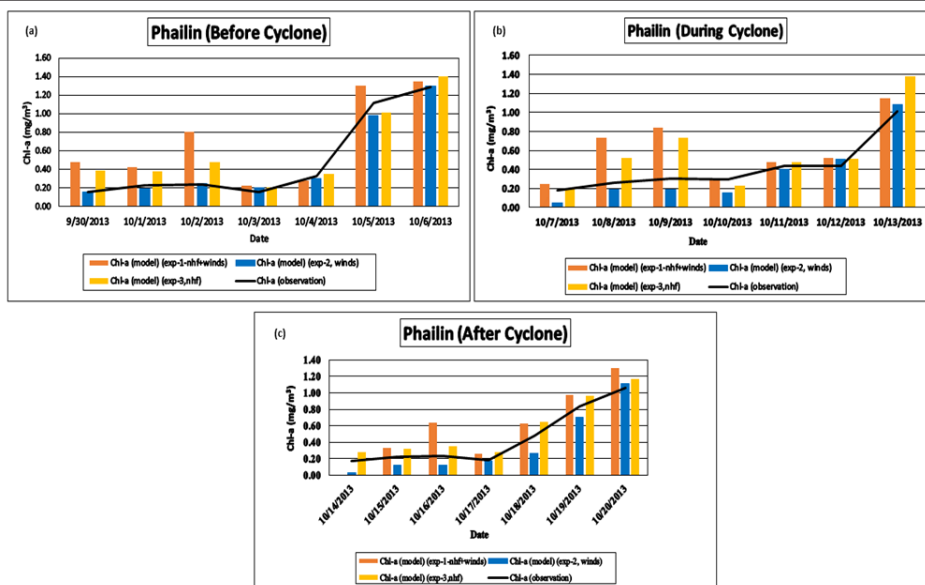 (a)
Phailin (Before Cyclone)
1.60
1.40
1.20
1.00
0.80
0.60
0.40
0.20
0.00
Chl-a (mg/m³)
9/30/2013 10/1/2013 10/2/2013 10/3/2013 10/4/2013 10/5/2013 10/6/2013
Date
Chl-a (model) (exp-1-nhf+winds) Chl-a (model) (exp-2, winds)
Chl-a (model) (exp-3,nhf) Chl-a (observation)
(b)
Phailin (During Cyclone)
1.60
1.40
1.20
1.00
0.80
0.60
0.40
0.20
0.00
Chl-a (mg/m³)
10/7/2013 10/8/2013 10/9/2013 10/10/2013 10/11/2013 10/12/2013 10/13/2013
Date
Chl-a (model) (exp-1-nhf+winds) Chl-a (model) (exp-2, winds)
Chl-a (model) (exp-3,nhf) Chl-a (observation)
(c)
Phailin (After Cyclone)
1.40
1.20
1.00
0.80
0.60
0.40
0.20
0.00
Chl-a (mg/m³)
10/14/2013 10/15/2013 10/16/2013 10/17/2013 10/18/2013 10/19/2013 10/20/2013
Date
Chl-a (model) (exp-1-nhf+winds) Chl-a (model) (exp-2, winds)
Chl-a (model) (exp-3,nhf) Chl-a (observation)